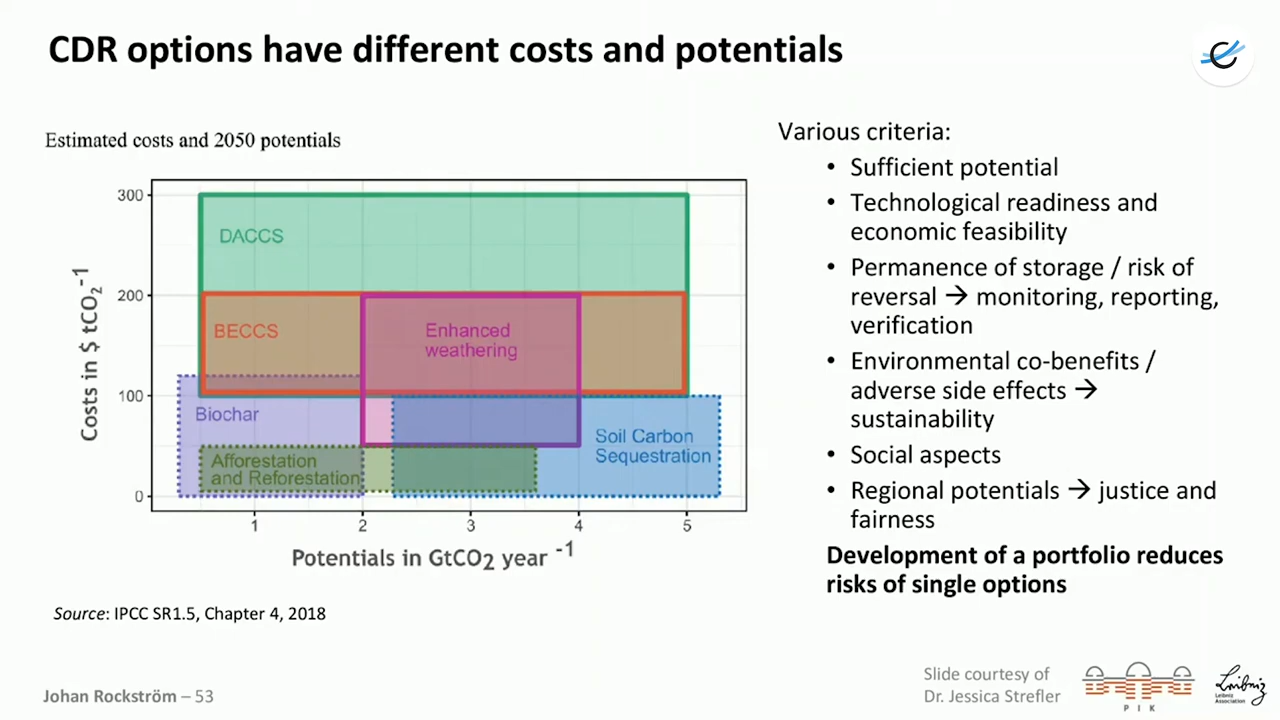 CDR options have different costs and potentials
Estimated costs and 2050 potentials
Costs in $ tCO2-1
300
200
100
0
DACCS
BECCS
Enhanced
weathering
Biochar
Afforestation
and Reforestation
Soil Carbon
Sequestration
1 2 3 4 5
Potentials in GtCO2 year -1
Source: IPCC SR1.5, Chapter 4, 2018
Various criteria:
• Sufficient potential
• Technological readiness and
economic feasibility
• Permanence of storage / risk of
reversal → monitoring, reporting,
verification
• Environmental co-benefits /
adverse side effects →
sustainability
• Social aspects
• Regional potentials → justice and
fairness
Development of a portfolio reduces
risks of single options
Johan Rockström – 53
Slide courtesy of
Dr. Jessica Strefler
P I K
Leibniz
Leibniz
Association